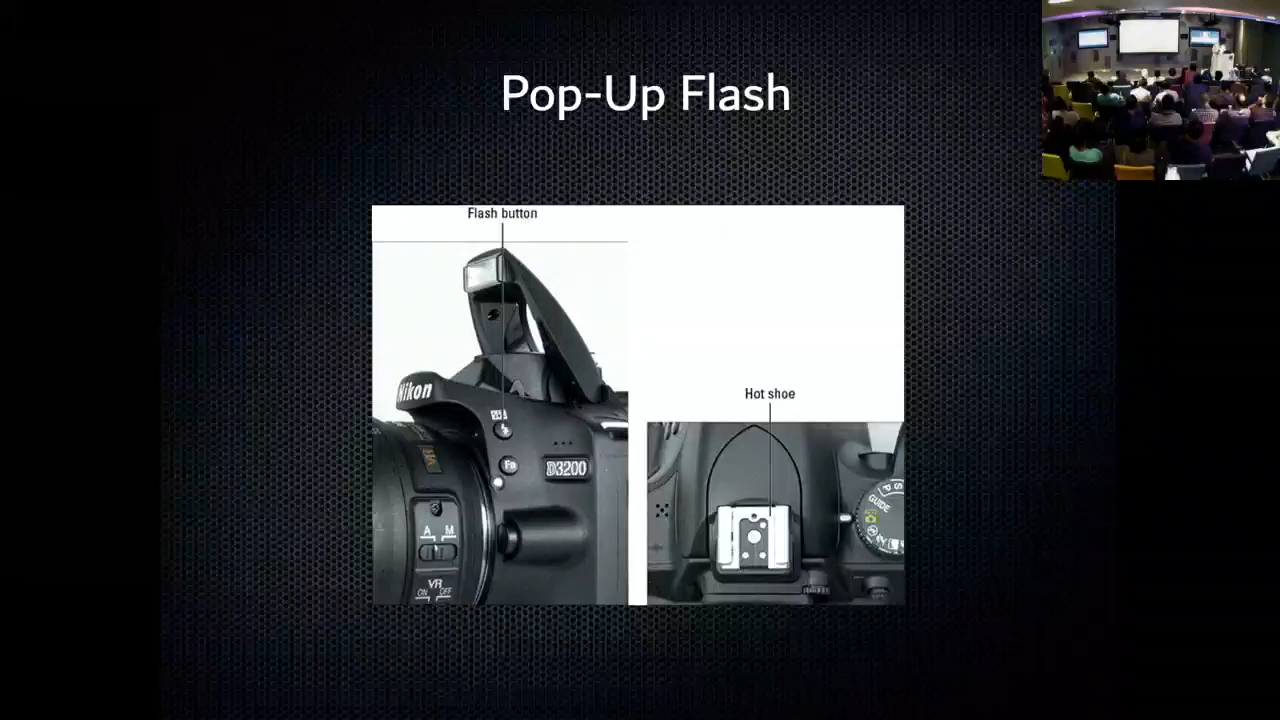 Pop-Up Flash
Flash button
Nikon
Fn
D3200
A M
VR
ON OFF
Hot shoe
P S
GUIDE